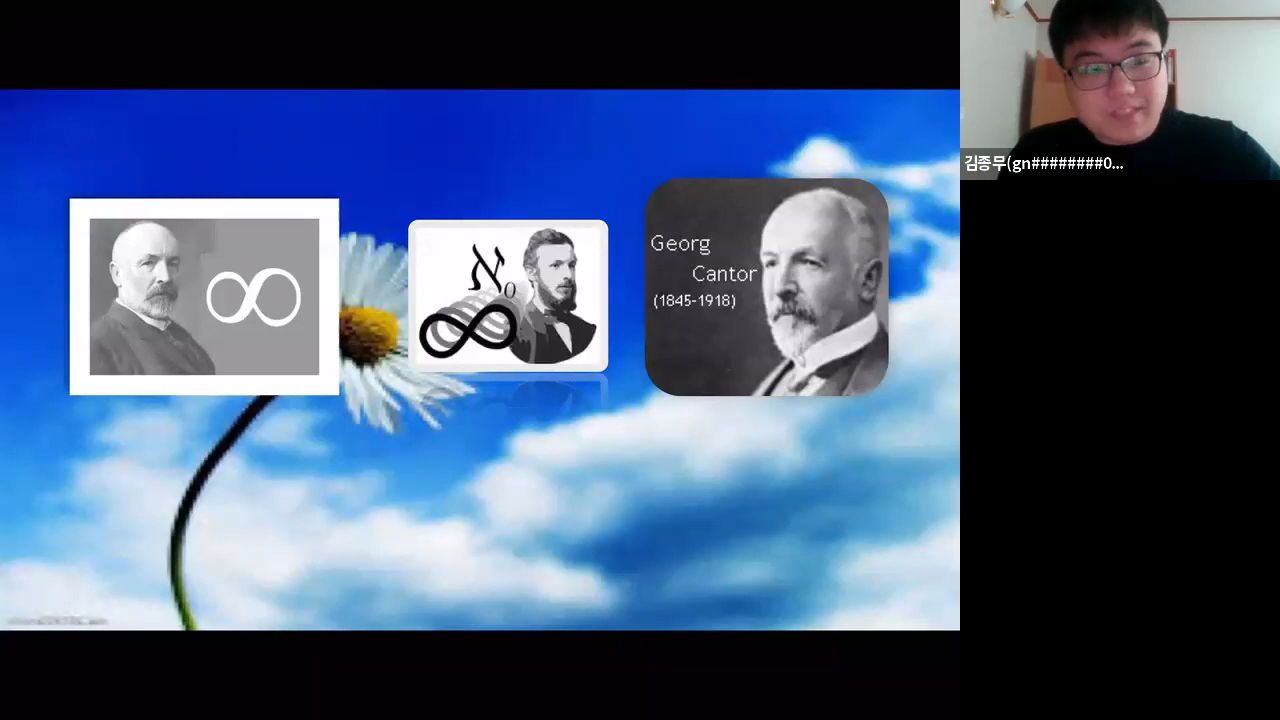 ∞
ℵ0
∞
Georg
Cantor
(1845-1918)
김종무(gn########0...